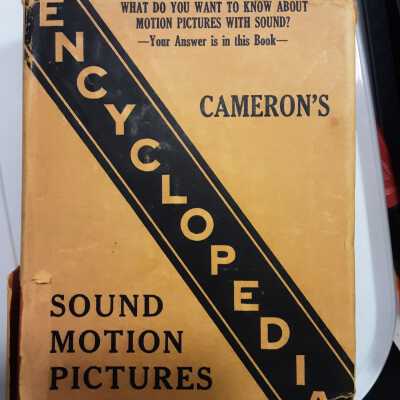 WHAT DO YOU WANT TO KNOW ABOUT
MOTION PICTURES WITH SOUND?
—Your Answer is in this Book—
CAMERON'S
ENCYCLOPEDIA
SOUND
MOTION
PICTURES